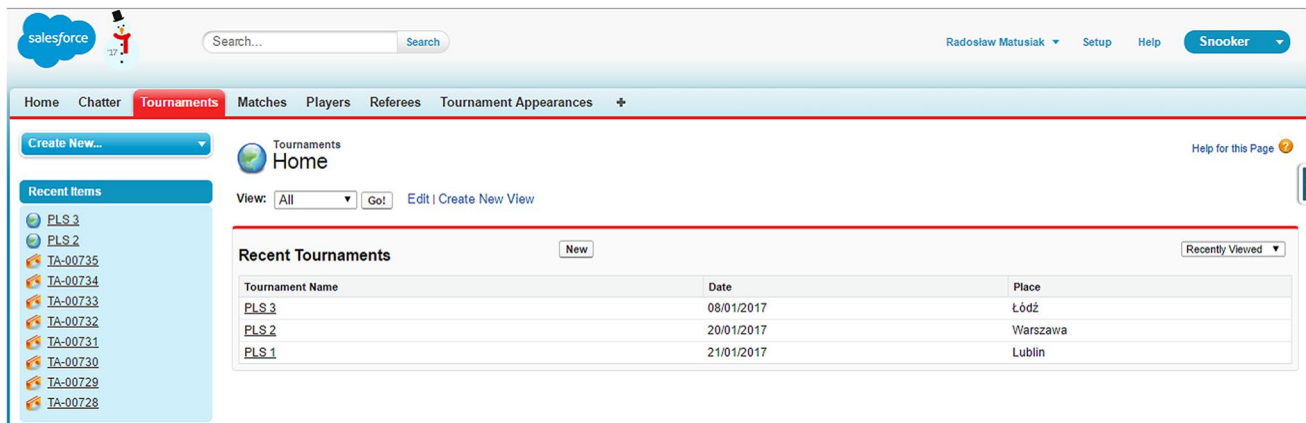 salesforce
'17
Search...
Search
Radosław Matusiak
Setup
Help
Snooker
Home Chatter Tournaments Matches Players Referees Tournament Appearances +
Create New...
Tournaments
Home
Help for this Page
Recent Items
View: All Go! Edit | Create New View
PLS 3
PLS 2
TA-00735
TA-00734
TA-00733
TA-00732
TA-00731
TA-00730
TA-00729
TA-00728
Recent Tournaments New Recently Viewed
Tournament Name Date Place
PLS 3 08/01/2017 Łódź
PLS 2 20/01/2017 Warszawa
PLS 1 21/01/2017 Lublin